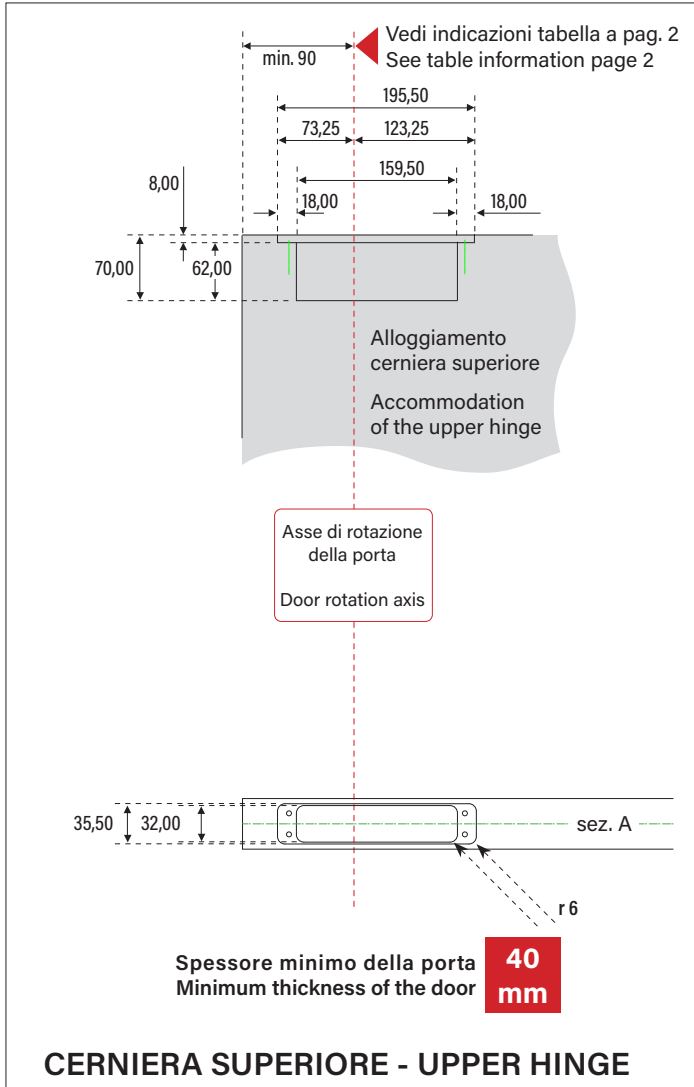 Vedi indicazioni tabella a pag. 2
See table information page 2
min. 90
195,50
73,25
123,25
159,50
8,00
18,00
18,00
70,00
62,00
Alloggiamento
cerniera superiore
Accommodation
of the upper hinge
Asse di rotazione
della porta
Door rotation axis
35,50
32,00
sez. A
r 6
Spessore minimo della porta
Minimum thickness of the door
40
mm
CERNIERA SUPERIORE - UPPER HINGE